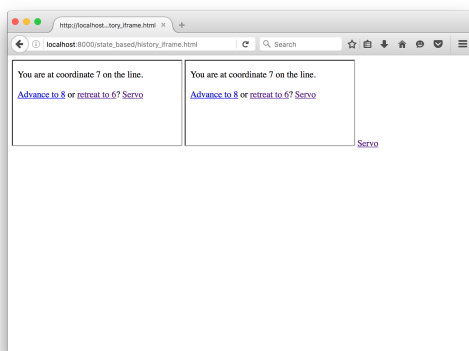 http://localhost...tory_iframe.html × +
localhost:8000/state_based/history_iframe.html Search
You are at coordinate 7 on the line.
Advance to 8 or retreat to 6? Servo
You are at coordinate 7 on the line.
Advance to 8 or retreat to 6? Servo
Servo